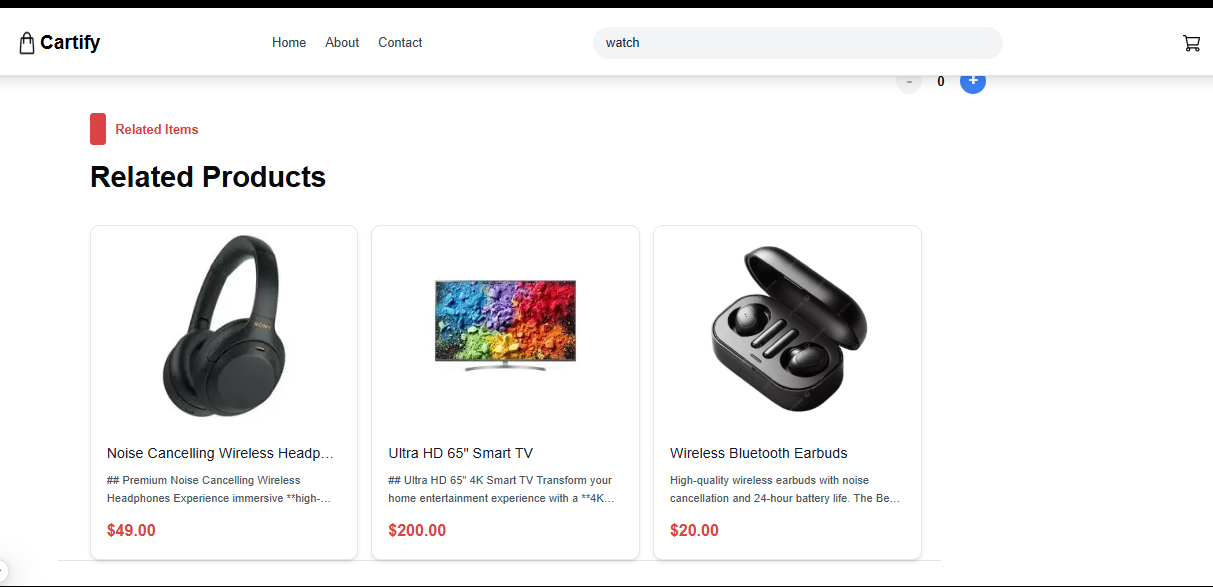 Cartify
Home About Contact
watch
- 0 +
Related Items
Related Products
SONY
Noise Cancelling Wireless Headp...
## Premium Noise Cancelling Wireless
Headphones Experience immersive **high-...
$49.00
Ultra HD 65" Smart TV
## Ultra HD 65" 4K Smart TV Transform your
home entertainment experience with a **4K...
$200.00
Wireless Bluetooth Earbuds
High-quality wireless earbuds with noise
cancellation and 24-hour battery life. The Be...
$20.00